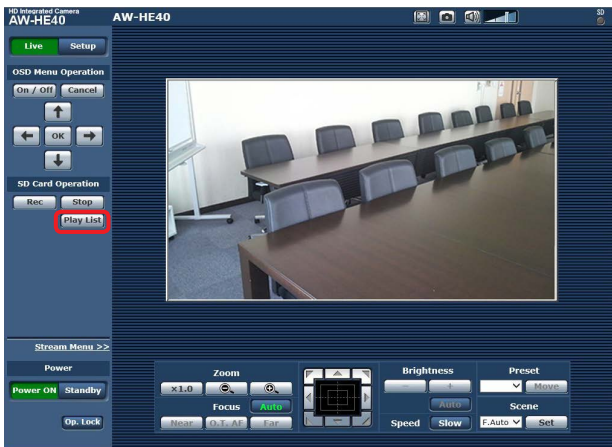 HD Integrated Camera
AW-HE40
AW-HE40
SD
Live Setup
OSD Menu Operation
On / Off Cancel
OK
SD Card Operation
Rec Stop
Play List
Stream Menu >>
Power
Power ON Standby
Op. Lock
Zoom
×1.0
Focus Auto
Near O.T. AF Far
Brightness
- +
Auto
Speed Slow
Preset
Move
Scene
F.Auto Set